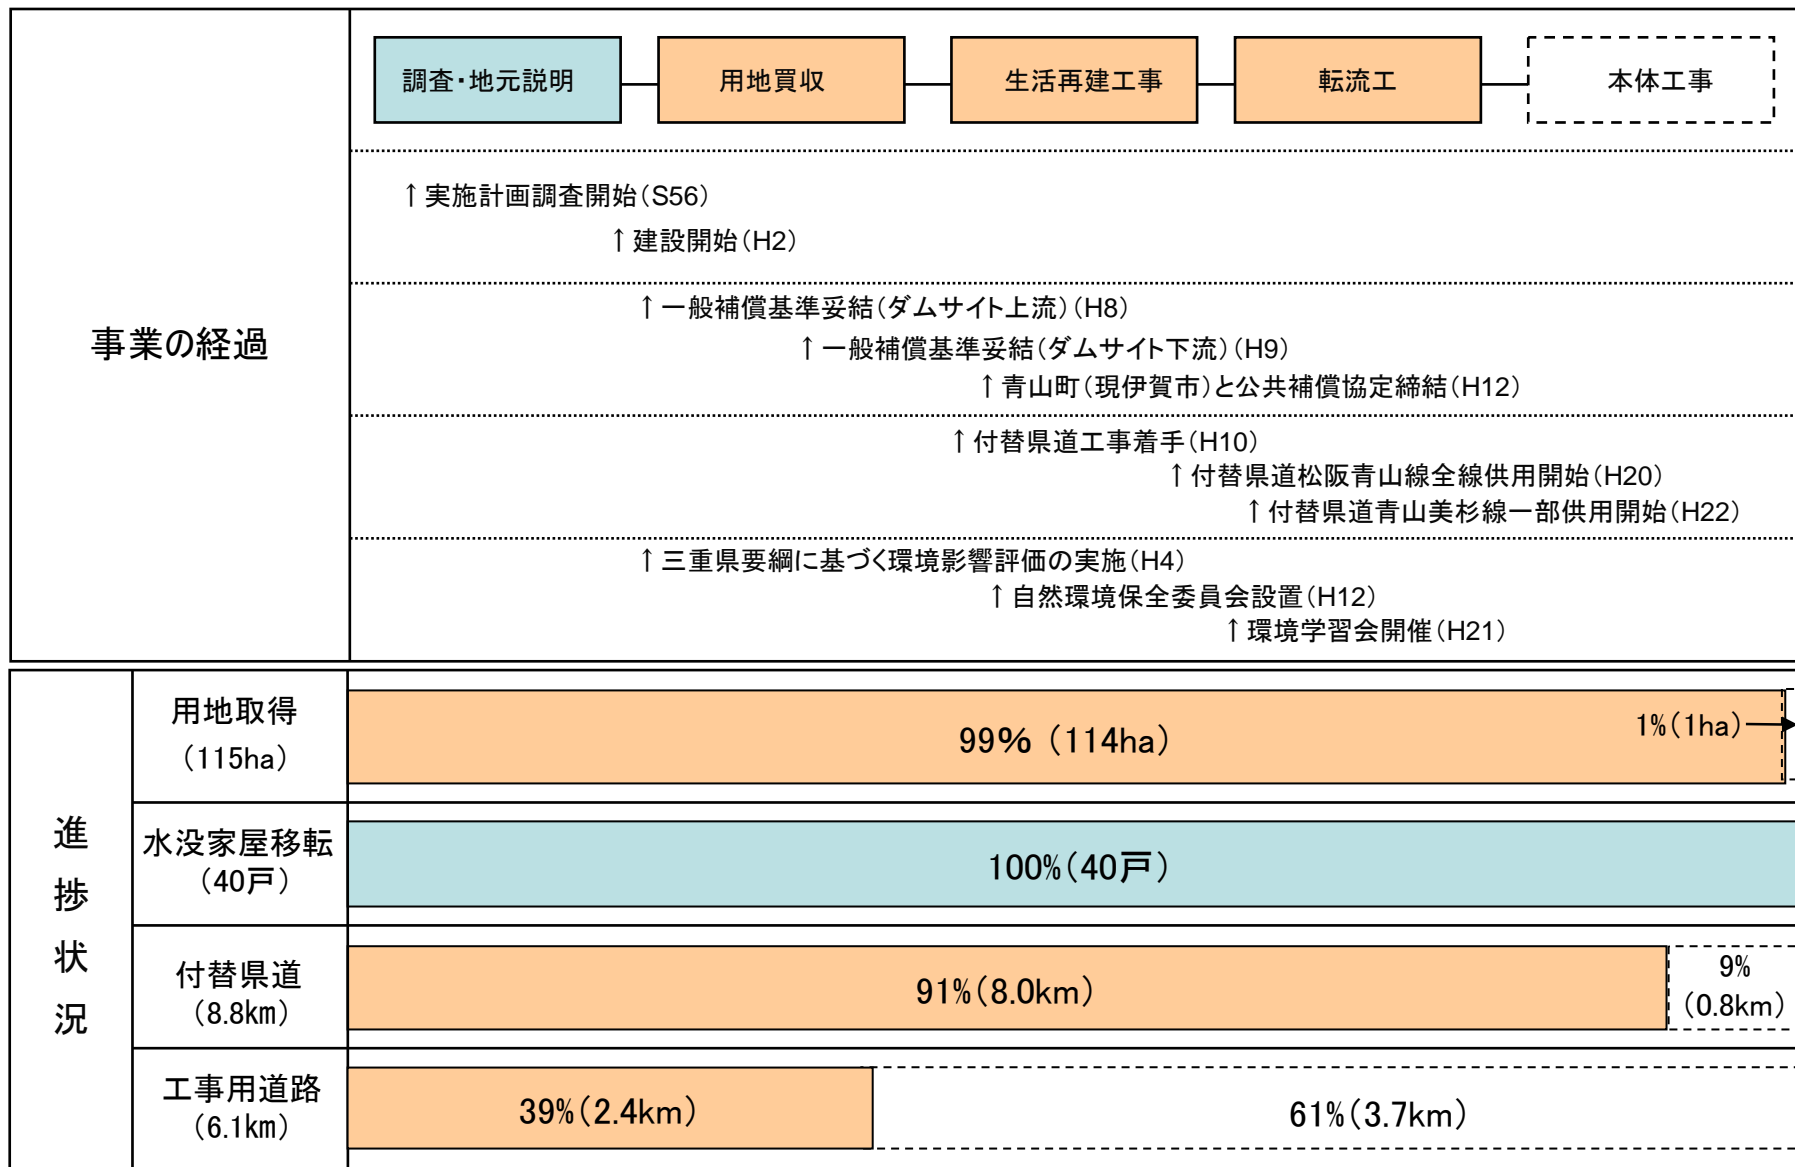 調査・地元説明
用地買収
生活再建工事
転流工
本体工事
事業の経過
↑実施計画調査開始(S56)
↑建設開始(H2)
↑一般補償基準妥結(ダムサイト上流)(H8)
↑一般補償基準妥結(ダムサイト下流)(H9)
↑青山町(現伊賀市)と公共補償協定締結(H12)
↑付替県道工事着手(H10)
↑付替県道松阪青山線全線供用開始(H20)
↑付替県道青山美杉線一部供用開始(H22)
↑三重県要綱に基づく環境影響評価の実施(H4)
↑自然環境保全委員会設置(H12)
↑環境学習会開催(H21)
進捗状況
用地取得
(115ha)
99% (114ha)
1%(1ha)
水没家屋移転
(40戸)
100%(40戸)
付替県道
(8.8km)
91%(8.0km)
9%
(0.8km)
工事用道路
(6.1km)
39%(2.4km)
61%(3.7km)